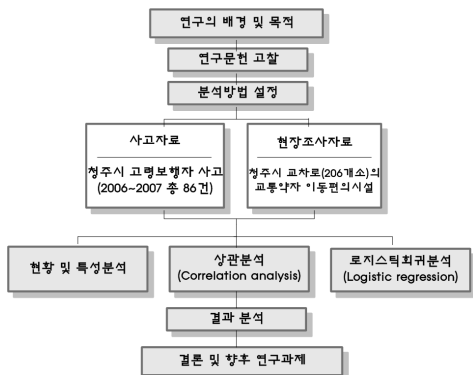 연구의 배경 및 목적
연구문헌 고찰
분석방법 설정
사고자료
청주시 고령보행자 사고
(2006~2007 총 86건)
현장조사자료
청주시 교차로(206개소)의
교통약자 이동편의시설
현황 및 특성분석
상관분석
(Correlation analysis)
로지스틱회귀분석
(Logistic regression)
결과 분석
결론 및 향후 연구과제